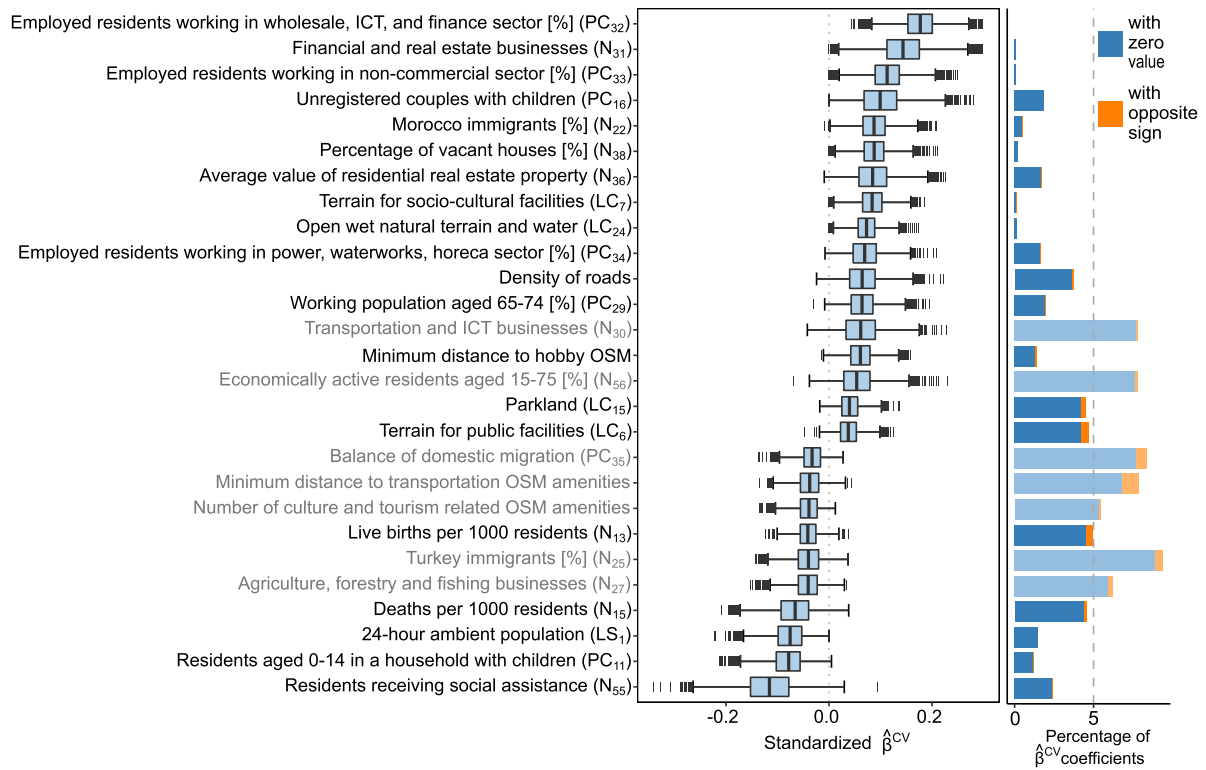 Employed residents working in wholesale, ICT, and finance sector [%] (PC₃₂)
Financial and real estate businesses (N₃₁)
Employed residents working in non-commercial sector [%] (PC₃₃)
Unregistered couples with children (PC₁₆)
Morocco immigrants [%] (N₂₂)
Percentage of vacant houses [%] (N₃₈)
Average value of residential real estate property (N₃₆)
Terrain for socio-cultural facilities (LC₇)
Open wet natural terrain and water (LC₂₄)
Employed residents working in power, waterworks, horeca sector [%] (PC₃₄)
Density of roads
Working population aged 65-74 [%] (PC₂₉)
Transportation and ICT businesses (N₃₀)
Minimum distance to hobby OSM
Economically active residents aged 15-75 [%] (N₅₆)
Parkland (LC₁₅)
Terrain for public facilities (LC₆)
Balance of domestic migration (PC₃₅)
Minimum distance to transportation OSM amenities
Number of culture and tourism related OSM amenities
Live births per 1000 residents (N₁₃)
Turkey immigrants [%] (N₂₅)
Agriculture, forestry and fishing businesses (N₂₇)
Deaths per 1000 residents (N₁₅)
24-hour ambient population (LS₁)
Residents aged 0-14 in a household with children (PC₁₁)
Residents receiving social assistance (N₅₅)
-0.2 0.0 0.2
Standardized β̂ᶜⱽ
with
zero
value
with
opposite
sign
0 5
Percentage of
β̂ᶜⱽcoefficients